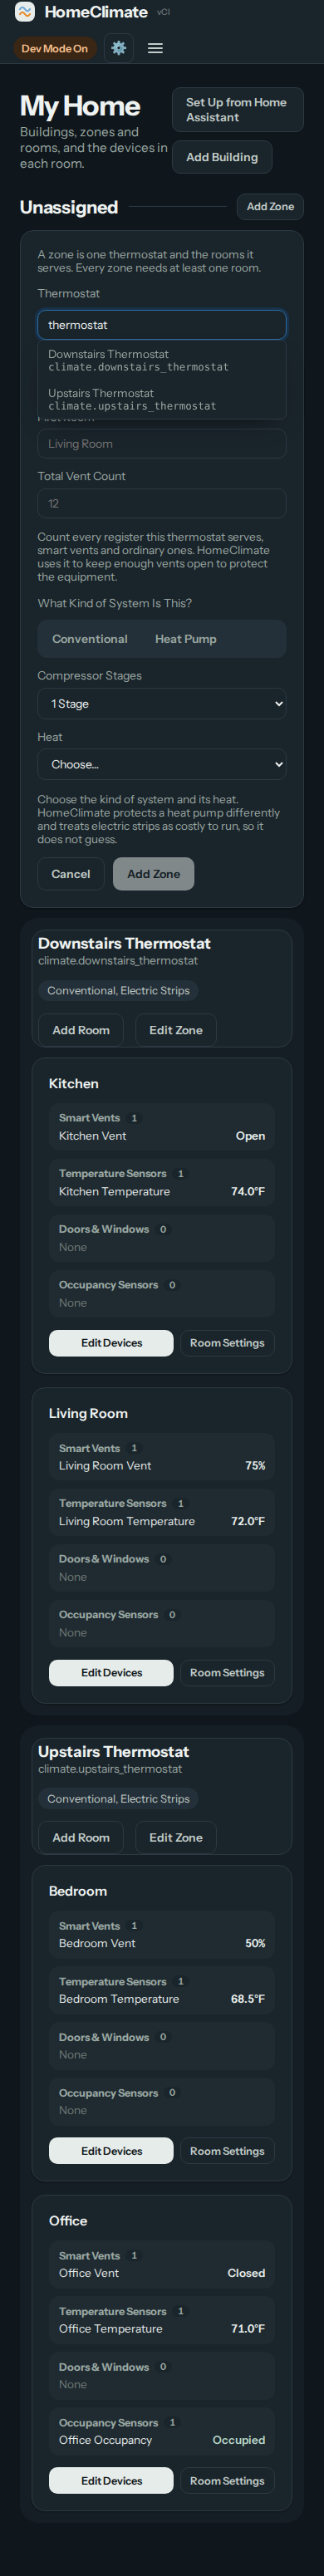 HomeClimate vCI
Dev Mode On
My Home
Buildings, zones and
rooms, and the devices in
each room.
Set Up from Home
Assistant
Add Building
Unassigned
Add Zone
A zone is one thermostat and the rooms it
serves. Every zone needs at least one room.
Thermostat
thermostat
Downstairs Thermostat
climate.downstairs_thermostat
Upstairs Thermostat
climate.upstairs_thermostat
Living Room
Total Vent Count
12
Count every register this thermostat serves,
smart vents and ordinary ones. HomeClimate
uses it to keep enough vents open to protect
the equipment.
What Kind of System Is This?
Conventional Heat Pump
Compressor Stages
1 Stage
Heat
Choose...
Choose the kind of system and its heat.
HomeClimate protects a heat pump differently
and treats electric strips as costly to run, so it
does not guess.
Cancel Add Zone
Downstairs Thermostat
climate.downstairs_thermostat
Conventional, Electric Strips
Add Room Edit Zone
Kitchen
Smart Vents 1
Kitchen Vent Open
Temperature Sensors 1
Kitchen Temperature 74.0°F
Doors & Windows 0
None
Occupancy Sensors 0
None
Edit Devices Room Settings
Living Room
Smart Vents 1
Living Room Vent 75%
Temperature Sensors 1
Living Room Temperature 72.0°F
Doors & Windows 0
None
Occupancy Sensors 0
None
Edit Devices Room Settings
Upstairs Thermostat
climate.upstairs_thermostat
Conventional, Electric Strips
Add Room Edit Zone
Bedroom
Smart Vents 1
Bedroom Vent 50%
Temperature Sensors 1
Bedroom Temperature 68.5°F
Doors & Windows 0
None
Occupancy Sensors 0
None
Edit Devices Room Settings
Office
Smart Vents 1
Office Vent Closed
Temperature Sensors 1
Office Temperature 71.0°F
Doors & Windows 0
None
Occupancy Sensors 1
Office Occupancy Occupied
Edit Devices Room Settings